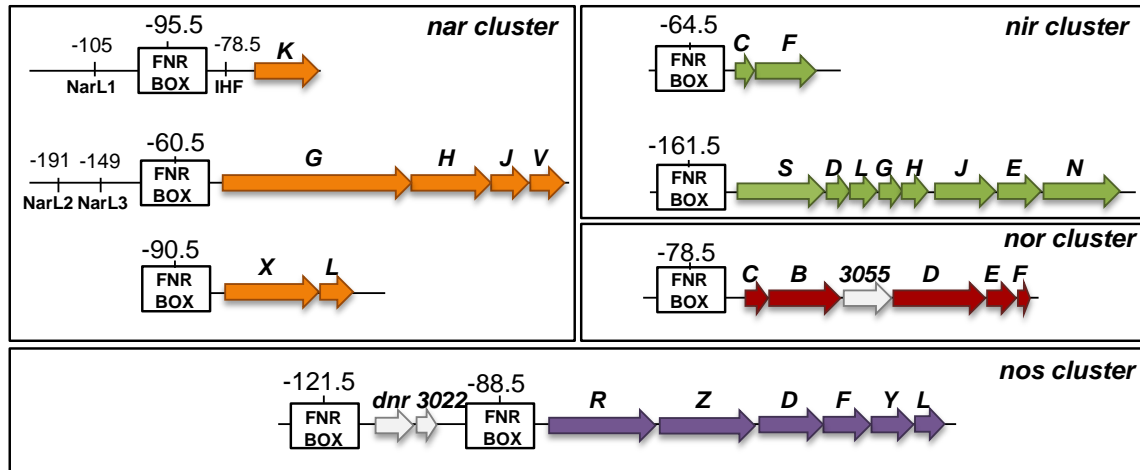 nar cluster
-95.5
-105
-78.5
K
FNR
BOX
NarL1
IHF
-60.5
-191
-149
G
H
J
V
FNR
BOX
NarL2
NarL3
-90.5
X
L
FNR
BOX
nir cluster
-64.5
C
F
FNR
BOX
-161.5
S
D
L
G
H
J
E
N
FNR
BOX
nor cluster
-78.5
C
B
3055
D
E
F
FNR
BOX
nos cluster
-121.5
dnr
3022
-88.5
R
Z
D
F
Y
L
FNR
BOX
FNR
BOX